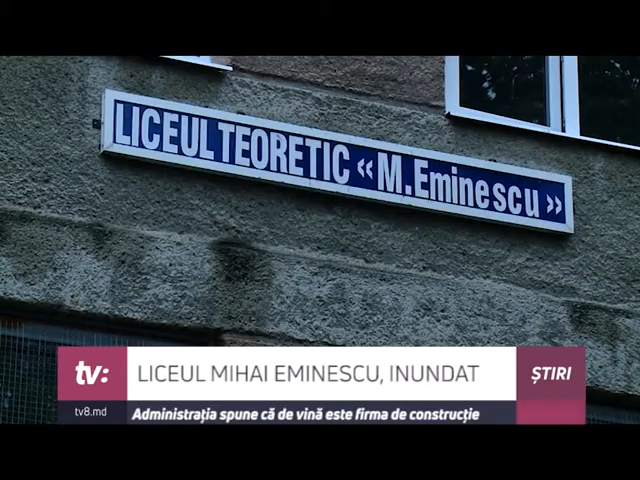 LICEUL TEORETIC « M.Eminescu »
tv:
LICEUL MIHAI EMINESCU, INUNDAT
ȘTIRI
tv8.md
Administrația spune că de vină este firma de construcție